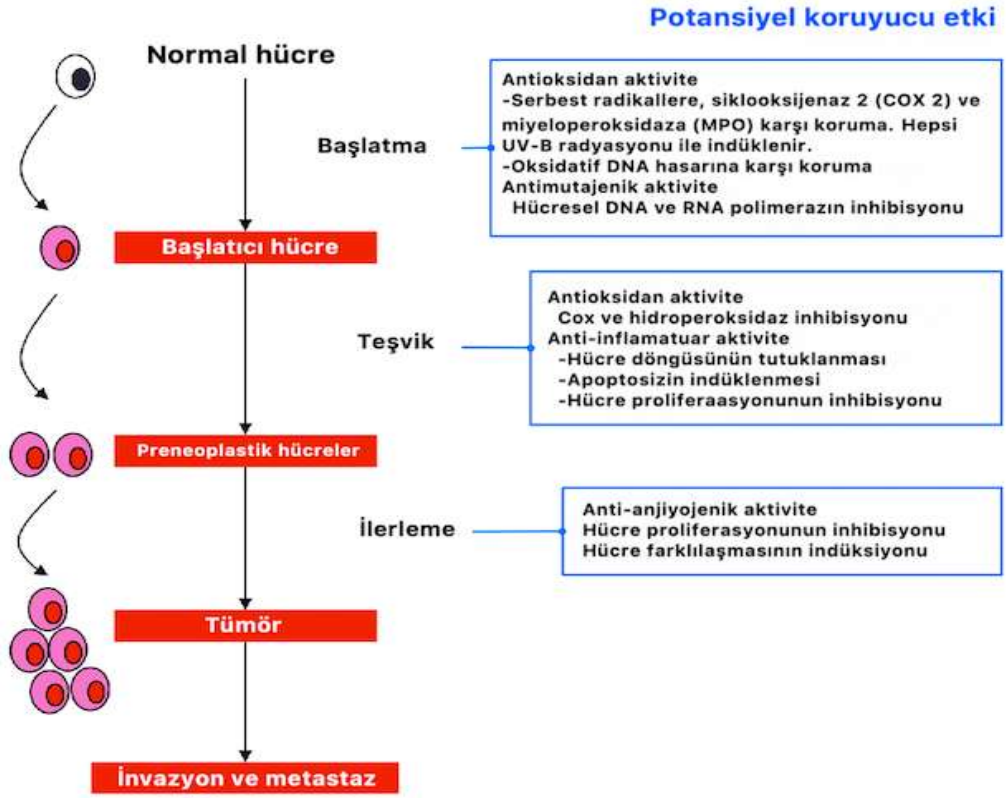 Potansiyel koruyucu etki
Normal hücre
Başlatma
Antioksidan aktivite
-Serbest radikallere, siklooksijenaz 2 (COX 2) ve
miyeloperoksidaza (MPO) karşı koruma. Hepsi
UV-B radyasyonu ile indüklenir.
-Oksidatif DNA hasarına karşı koruma
Antimutajenik aktivite
Hücresel DNA ve RNA polimerazın inhibisyonu
Başlatıcı hücre
Teşvik
Antioksidan aktivite
Cox ve hidroperoksidaz inhibisyonu
Anti-inflamatuar aktivite
-Hücre döngüsünün tutuklanması
-Apoptosizin indüklenmesi
-Hücre proliferaasyonunun inhibisyonu
Preneoplastik hücreler
İlerleme
Anti-anjiyojenik aktivite
Hücre proliferasyonunun inhibisyonu
Hücre farklılaşmasının indüksiyonu
Tümör
İnvazyon ve metastaz